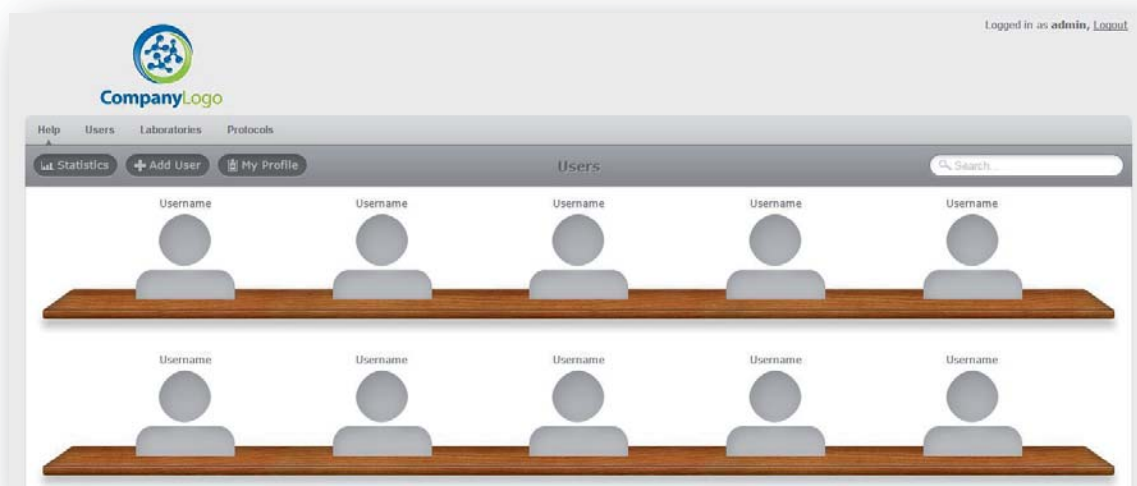 Logged in as admin, Logout
CompanyLogo
Help Users Laboratories Protocols
Statistics Add User My Profile Users Search...
Username Username Username Username Username
Username Username Username Username Username